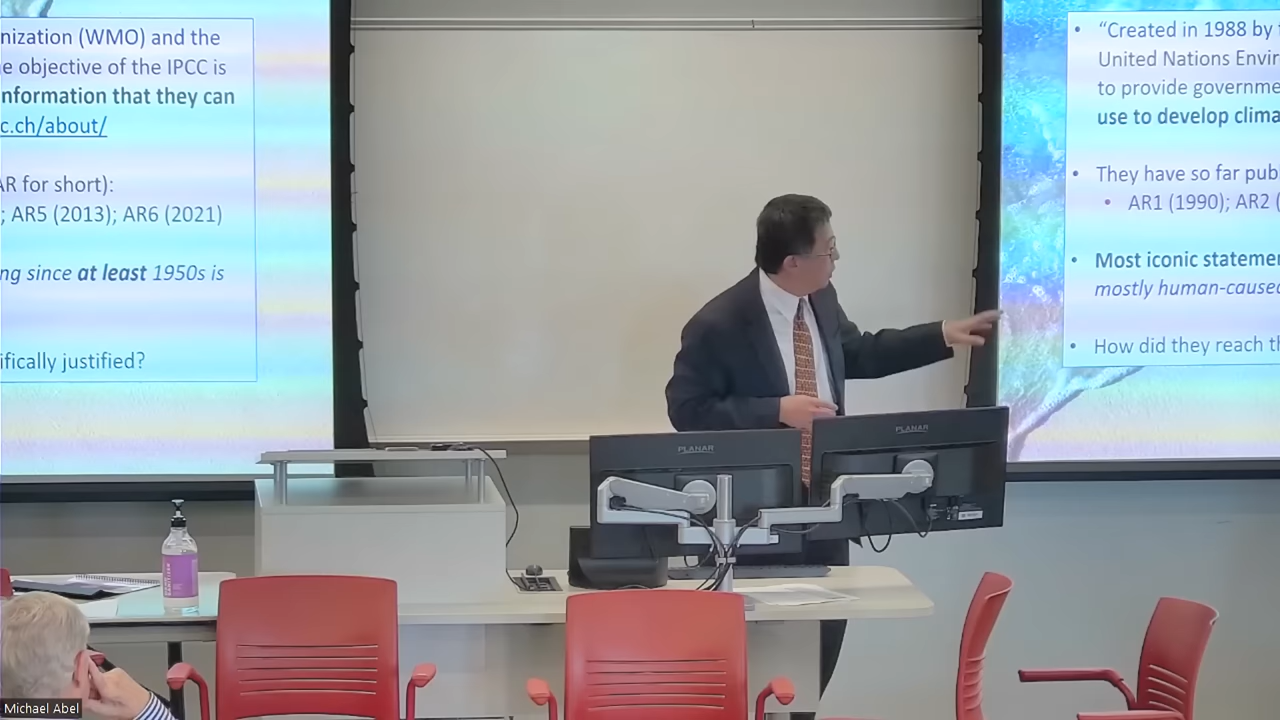 nization (WMO) and the
e objective of the IPCC is
nformation that they can
c.ch/about/
AR for short):
; AR5 (2013); AR6 (2021)
ng since at least 1950s is
ifically justified?
• “Created in 1988 by
United Nations Envir
to provide governme
use to develop clima
• They have so far pub
• AR1 (1990); AR2 (
• Most iconic statemen
mostly human-caused
• How did they reach th
PLANAR
PLANAR
Michael Abel